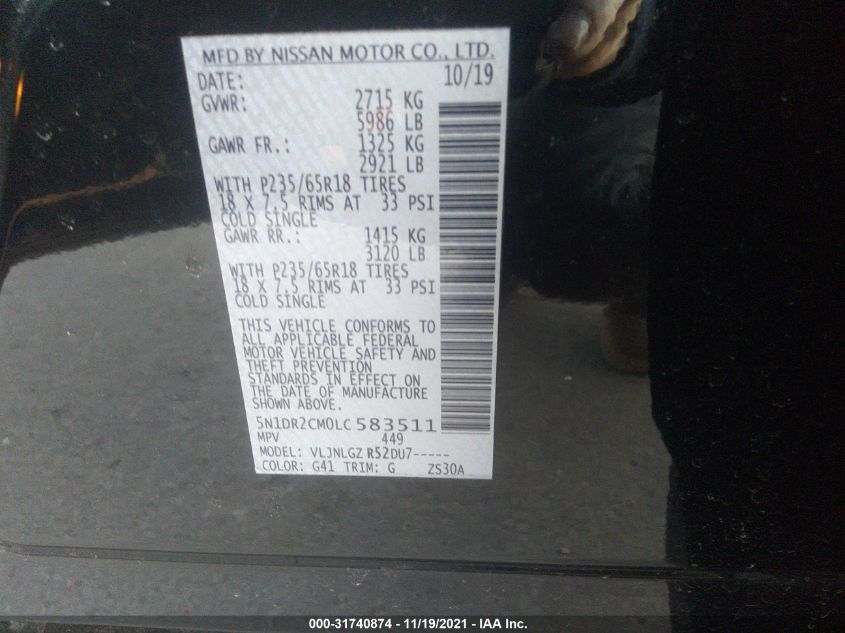 MFD BY NISSAN MOTOR CO., LTD.
DATE: 10/19
GVWR: 2715 KG
5986 LB
GAWR FR.: 1325 KG
2921 LB
WITH P235/65R18 TIRES
18 X 7.5 RIMS AT 33 PSI
COLD SINGLE
GAWR RR.: 1415 KG
3120 LB
WITH P235/65R18 TIRES
18 X 7.5 RIMS AT 33 PSI
COLD SINGLE
THIS VEHICLE CONFORMS TO
ALL APPLICABLE FEDERAL
MOTOR VEHICLE SAFETY AND
THEFT PREVENTION
STANDARDS IN EFFECT ON
THE DATE OF MANUFACTURE
SHOWN ABOVE.
5N1DR2CM0LC583511
MPV 449
MODEL: VLJNLGZ R52DU7-----
COLOR: G41 TRIM: G ZS30A
000-31740874 - 11/19/2021 - IAA Inc.